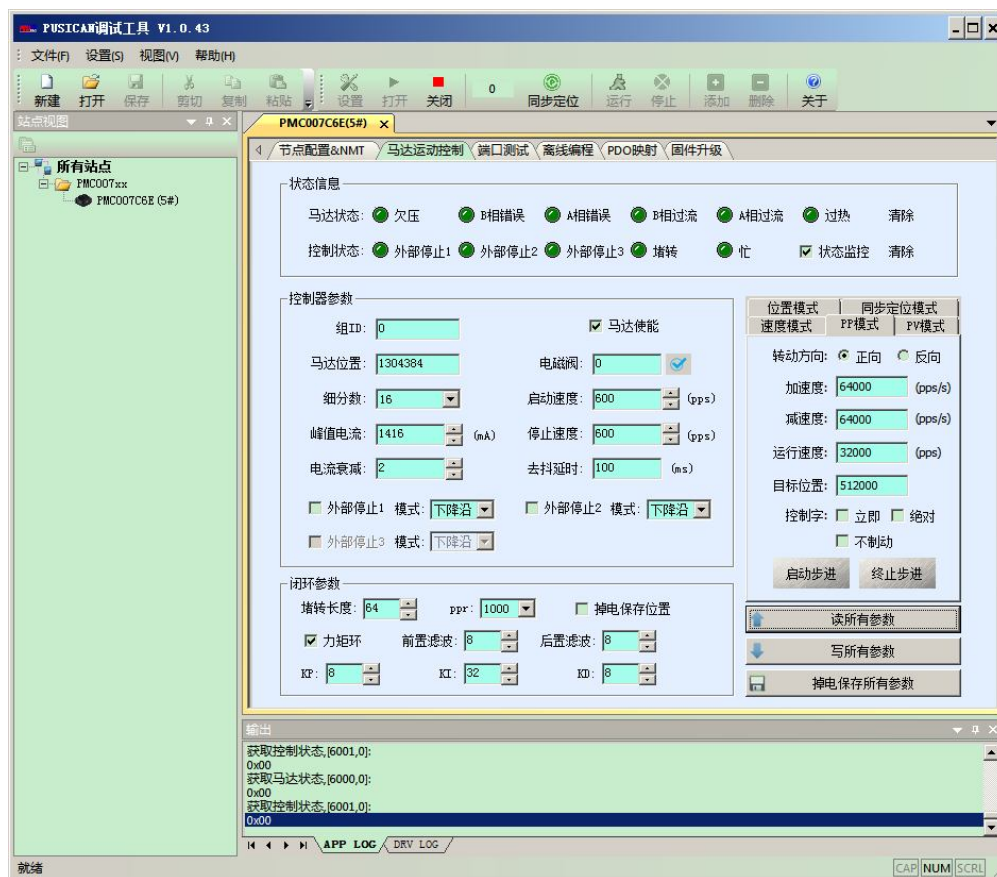 PUSICAN调试工具 V1.0.43
文件(F) 设置(S) 视图(V) 帮助(H)
新建 打开 保存 剪切 复制 粘贴 设置 打开 关闭 0 同步定位 运行 停止 添加 删除 关于
站点视图
所有站点
PMC007xx
PMC007C6E(5#)
PMC007C6E(5#)
节点配置&NMT 马达运动控制 端口测试 离线编程 PDO映射 固件升级
状态信息
马达状态: 欠压 B相错误 A相错误 B相过流 A相过流 过热 清除
控制状态: 外部停止1 外部停止2 外部停止3 堵转 忙 状态监控 清除
控制器参数
组ID: 0 马达使能
马达位置: 1304384 电磁阀: 0
细分数: 16 启动速度: 600 (pps)
峰值电流: 1416 (mA) 停止速度: 600 (pps)
电流衰减: 2 去抖延时: 100 (ms)
外部停止1 模式: 下降沿 外部停止2 模式: 下降沿
外部停止3 模式: 下降沿
闭环参数
堵转长度: 64 ppr: 1000 掉电保存位置
力矩环 前置滤波: 8 后置滤波: 8
KP: 8 KI: 32 KD: 8
位置模式 同步定位模式
速度模式 PP模式 PV模式
转动方向: 正向 反向
加速度: 64000 (pps/s)
减速度: 64000 (pps/s)
运行速度: 32000 (pps)
目标位置: 512000
控制字: 立即 绝对
不制动
启动步进 终止步进
读所有参数
写所有参数
掉电保存所有参数
输出
获取控制状态,[6001,0]:
0x00
获取马达状态,[6000,0]:
0x00
获取控制状态,[6001,0]:
0x00
APP LOG DRV LOG
就绪 CAP NUM SCRL